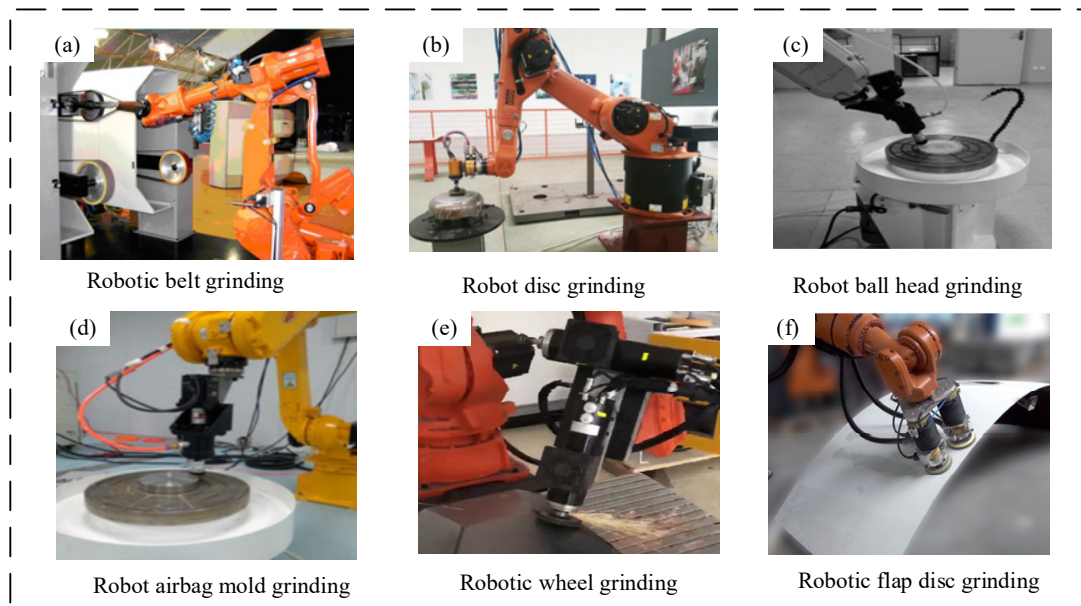 (a)
(b)
(c)
Robotic belt grinding
Robot disc grinding
Robot ball head grinding
(d)
(e)
(f)
Robot airbag mold grinding
Robotic wheel grinding
Robotic flap disc grinding